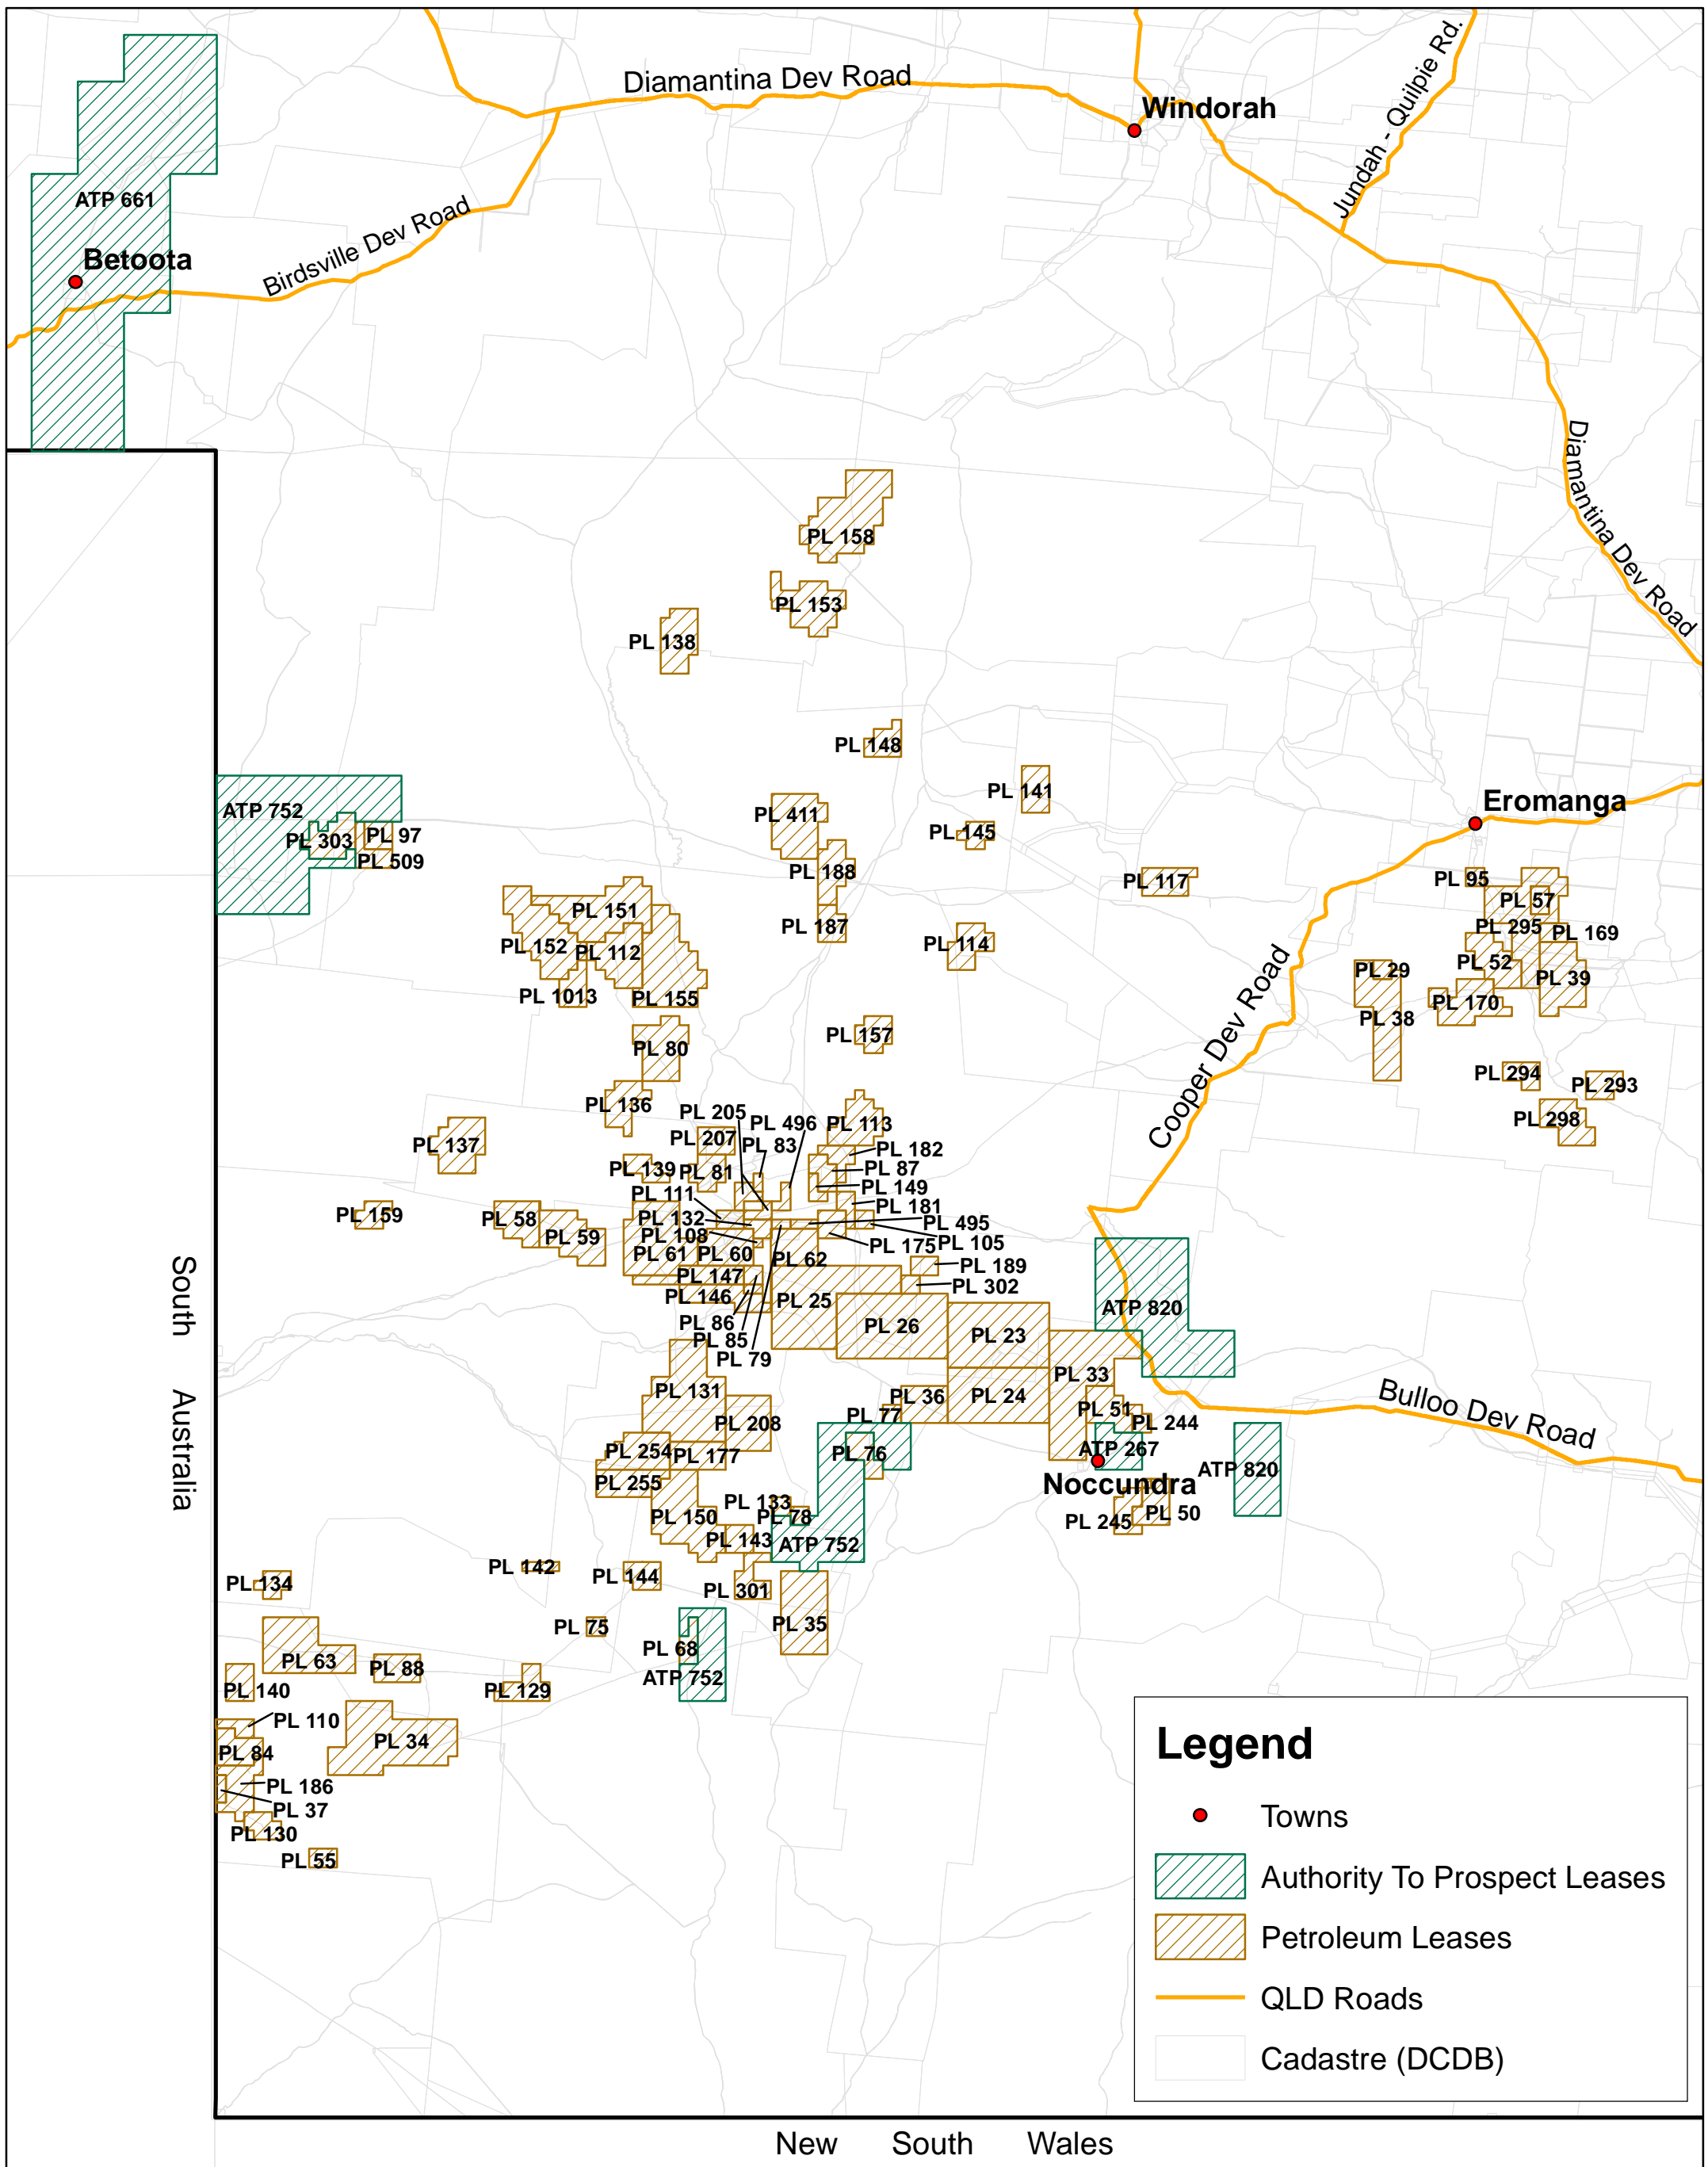 Diamantina Dev Road
Windorah
Jundah - Quilpie Rd.
ATP 661
Betoota
Birdsville Dev Road
Diamantina Dev Road
PL 158
PL 153
PL 138
PL 148
PL 141
ATP 752
PL 411
Eromanga
PL 303
PL 97
PL 145
PL 509
PL 188
PL 117
PL 95
PL 57
PL 151
PL 187
PL 295
PL 169
PL 152
PL 112
PL 114
PL 52
PL 29
PL 39
PL 1013
PL 155
PL 170
PL 38
Cooper Dev Road
PL 157
PL 80
PL 294
PL 293
PL 136
PL 205
PL 496
PL 113
PL 298
PL 137
PL 207
PL 83
PL 182
PL 139
PL 81
PL 87
PL 149
PL 111
PL 181
PL 159
PL 58
PL 132
PL 495
PL 59
PL 108
PL 175
PL 105
PL 61
PL 60
PL 62
PL 189
PL 147
PL 302
PL 146
PL 25
ATP 820
PL 86
PL 26
PL 23
PL 85
PL 79
PL 33
PL 131
PL 36
PL 24
Bulloo Dev Road
PL 208
PL 77
PL 51
PL 244
PL 254
PL 177
PL 76
ATP 267
ATP 820
PL 255
Noccundra
PL 133
PL 78
PL 150
PL 245
PL 50
PL 143
ATP 752
PL 142
PL 144
PL 134
PL 301
PL 75
PL 35
PL 68
PL 63
PL 88
ATP 752
PL 140
PL 129
PL 110
PL 34
PL 84
PL 186
PL 37
PL 130
PL 55
South Australia
Legend
Towns
Authority To Prospect Leases
Petroleum Leases
QLD Roads
Cadastre (DCDB)
New South Wales